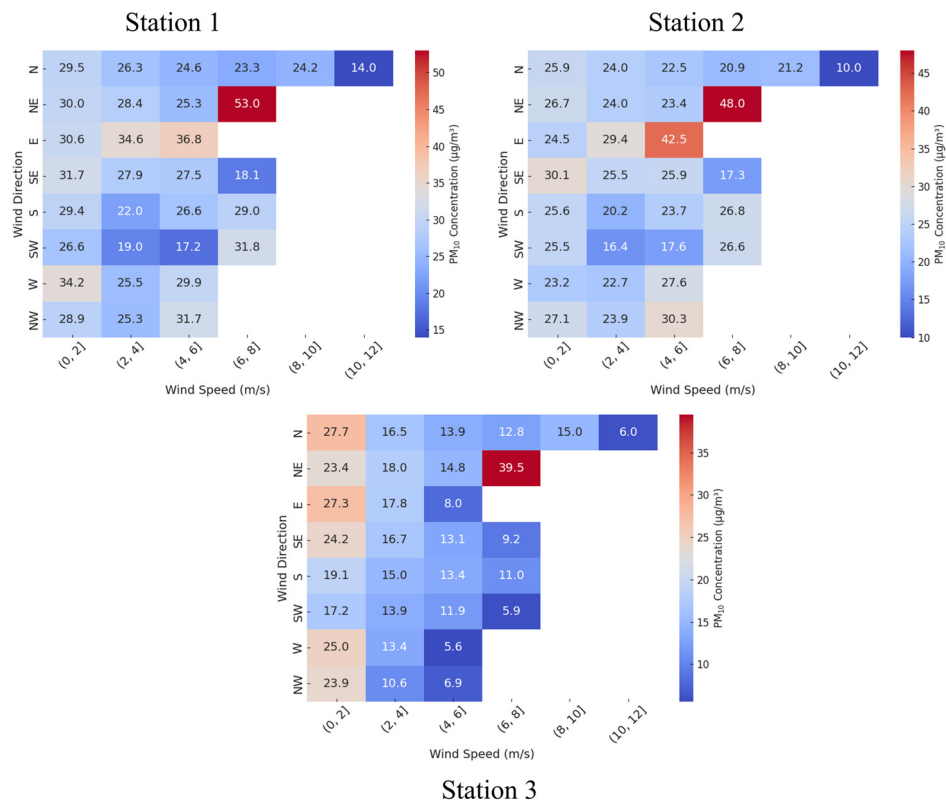 Station 1
N 29.5 26.3 24.6 23.3 24.2 14.0
NE 30.0 28.4 25.3 53.0
E 30.6 34.6 36.8
SE 31.7 27.9 27.5 18.1
S 29.4 22.0 26.6 29.0
SW 26.6 19.0 17.2 31.8
W 34.2 25.5 29.9
NW 28.9 25.3 31.7
(0, 2] (2, 4] (4, 6] (6, 8] (8, 10] (10, 12]
Wind Speed (m/s)
Wind Direction
50
45
40
35
30
25
20
15
PM₁₀ Concentration (µg/m³)
Station 2
N 25.9 24.0 22.5 20.9 21.2 10.0
NE 26.7 24.0 23.4 48.0
E 24.5 29.4 42.5
SE 30.1 25.5 25.9 17.3
S 25.6 20.2 23.7 26.8
SW 25.5 16.4 17.6 26.6
W 23.2 22.7 27.6
NW 27.1 23.9 30.3
(0, 2] (2, 4] (4, 6] (6, 8] (8, 10] (10, 12]
Wind Speed (m/s)
Wind Direction
45
40
35
30
25
20
15
10
PM₁₀ Concentration (µg/m³)
N 27.7 16.5 13.9 12.8 15.0 6.0
NE 23.4 18.0 14.8 39.5
E 27.3 17.8 8.0
SE 24.2 16.7 13.1 9.2
S 19.1 15.0 13.4 11.0
SW 17.2 13.9 11.9 5.9
W 25.0 13.4 5.6
NW 23.9 10.6 6.9
(0, 2] (2, 4] (4, 6] (6, 8] (8, 10] (10, 12]
Wind Speed (m/s)
Wind Direction
35
30
25
20
15
10
PM₁₀ Concentration (µg/m³)
Station 3